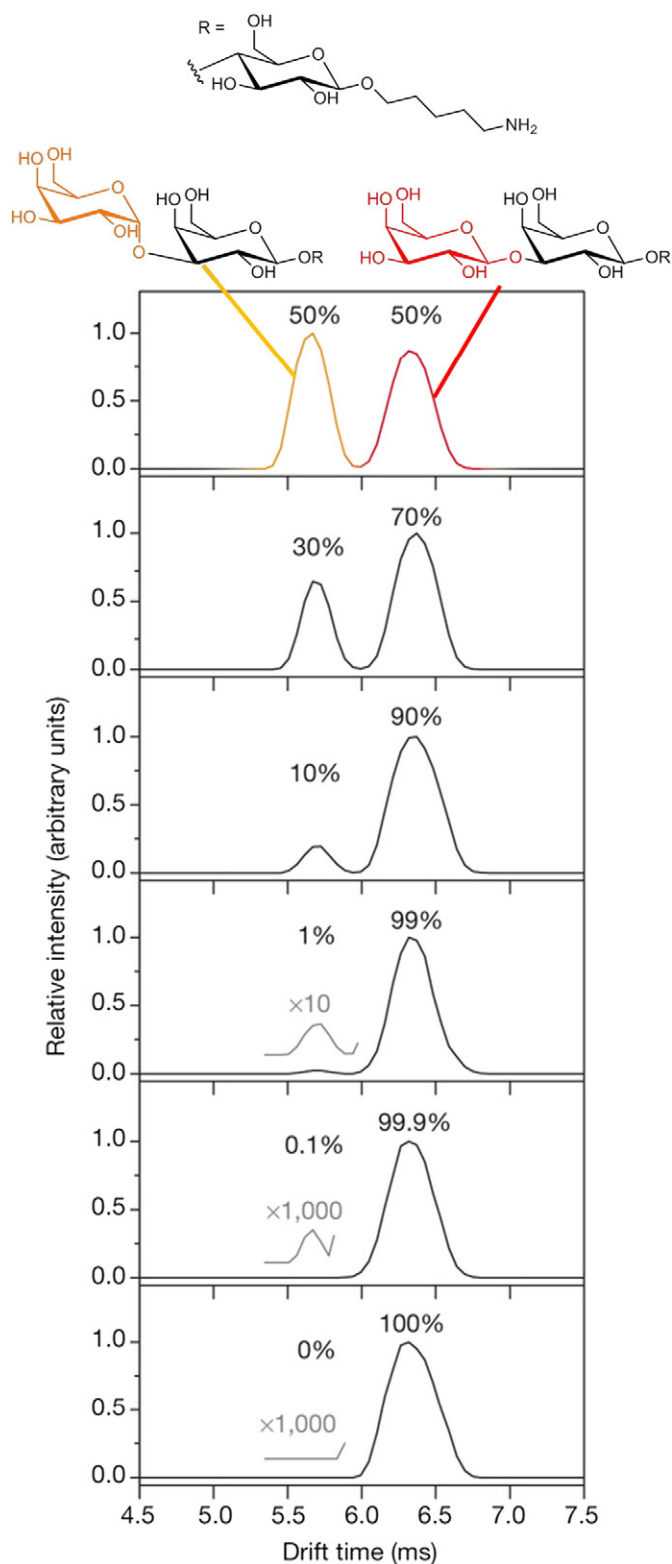 R =
OH
O
HO
OH
O
NH2
OH
OH
O
HO
HO
O
OH
OH
O
OH
OR
OH
OH
O
HO
OH
O
OH
OH
O
OH
OR
50% 50%
1.0
0.5
0.0
70%
30%
1.0
0.5
0.0
90%
10%
1.0
0.5
0.0
99%
1%
1.0
×10
0.5
0.0
99.9%
0.1%
1.0
×1,000
0.5
0.0
100%
0%
1.0
×1,000
0.5
0.0
Relative intensity (arbitrary units)
4.5 5.0 5.5 6.0 6.5 7.0 7.5
Drift time (ms)